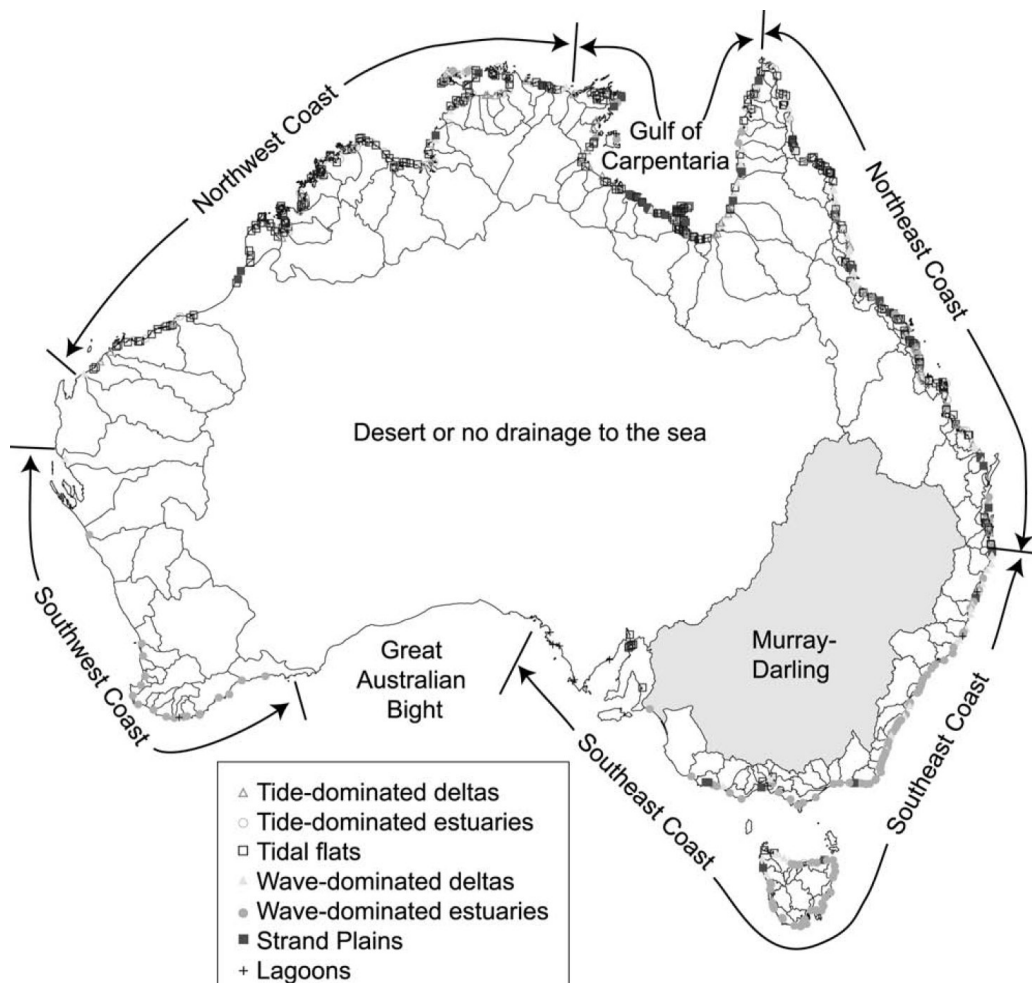 Northwest Coast
Gulf of
Carpentaria
Northeast Coast
Desert or no drainage to the sea
Southwest Coast
Great
Australian
Bight
Murray-
Darling
Southeast Coast
Southeast Coast
Tide-dominated deltas
Tide-dominated estuaries
Tidal flats
Wave-dominated deltas
Wave-dominated estuaries
Strand Plains
Lagoons